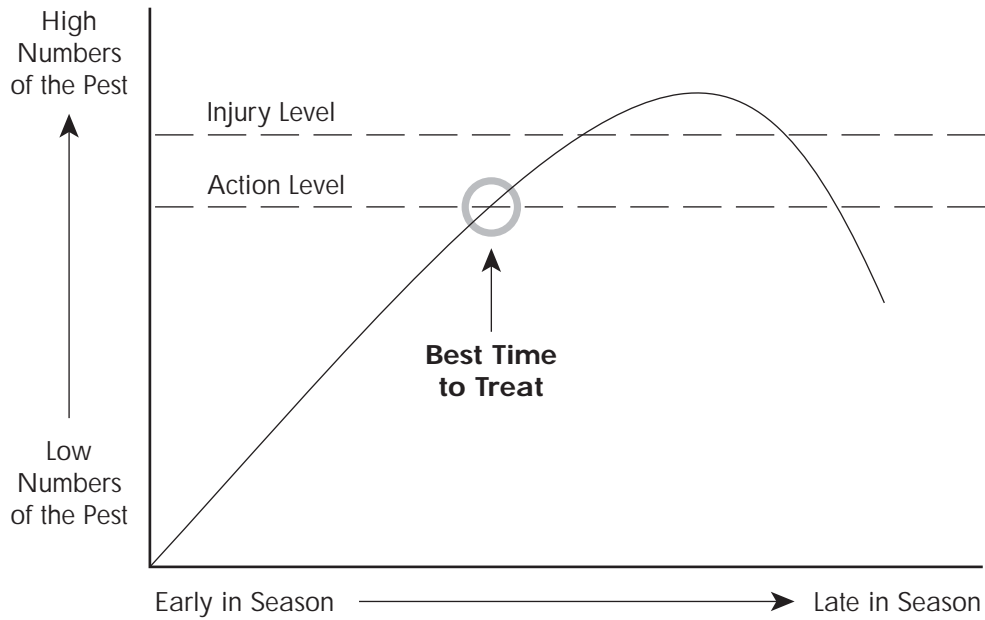 High
Numbers
of the Pest
Injury Level
Action Level
Best Time
to Treat
Low
Numbers
of the Pest
Early in Season
Late in Season